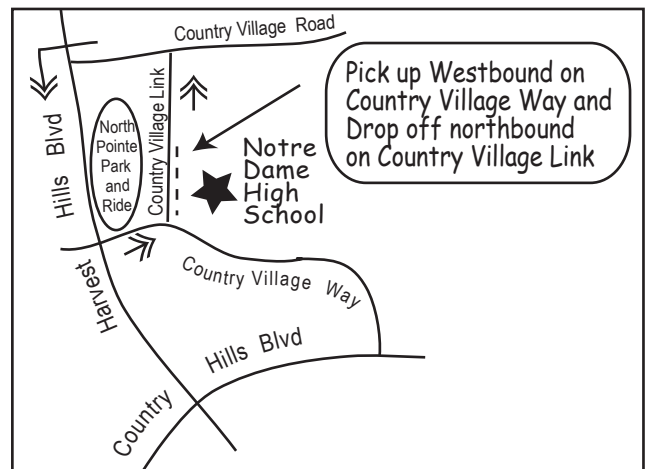 Country Village Road
Pick up Westbound on
Country Village Way and
Drop off northbound
on Country Village Link
Hills Blvd
North
Pointe
Park
and
Ride
Country Village Link
Notre
Dame
High
School
Harvest
Country Village Way
Hills Blvd
Country